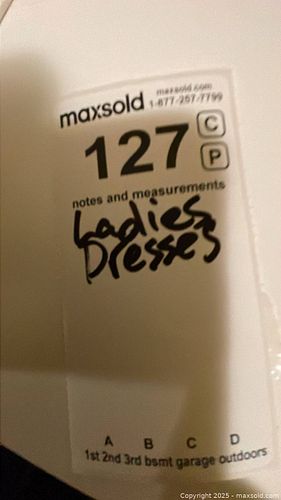 maxsold maxsold.com
1-877-257-7799
127 C
P
notes and measurements
Ladies
Dresses
A B C D
1st 2nd 3rd bsmt garage outdoors
Copyright © 2025 - maxsold.com